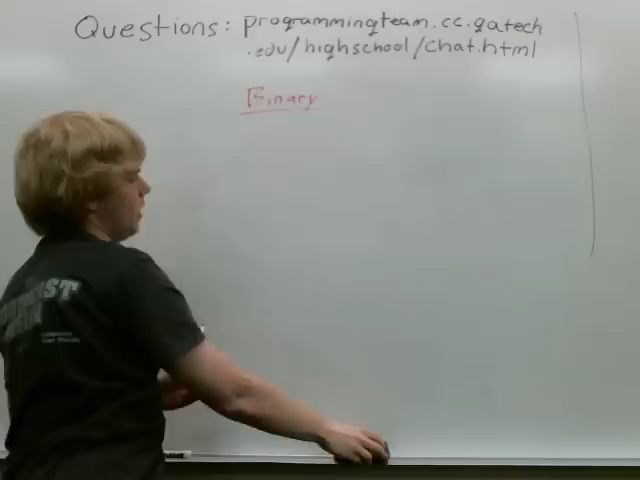 Questions: programmingteam.cc.gatech
.edu/highschool/chat.html
Binary